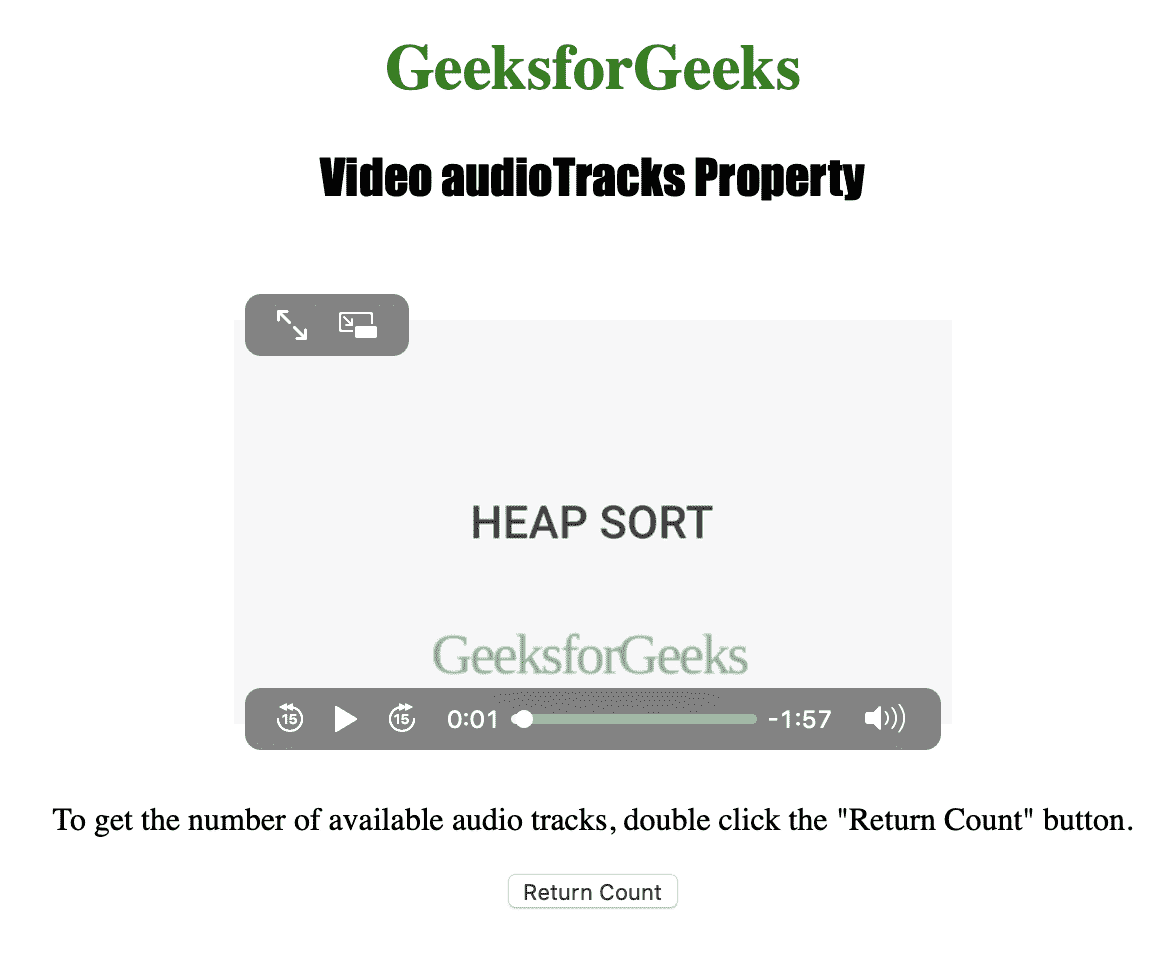 GeeksforGeeks
Video audioTracks Property
HEAP SORT
GeeksforGeeks
15 15 0:01 -1:57
To get the number of available audio tracks, double click the "Return Count" button.
Return Count